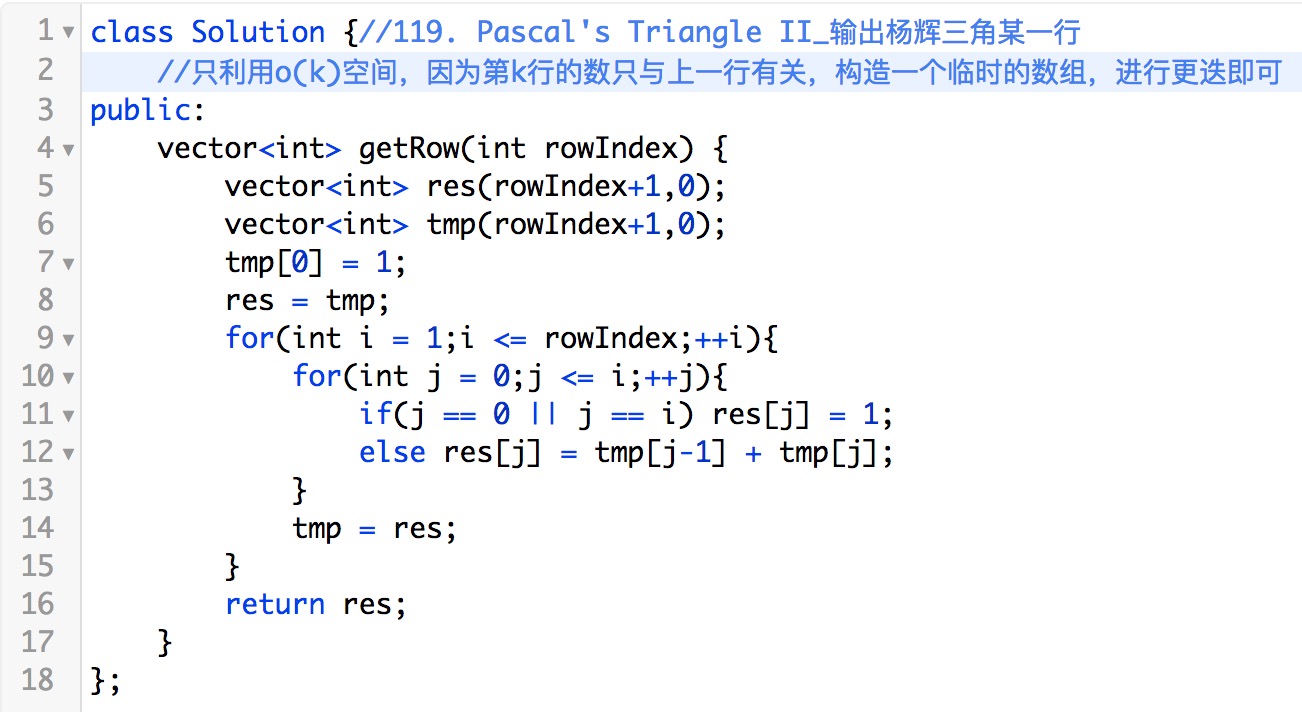 1 class Solution {//119. Pascal's Triangle II_输出杨辉三角某一行
2     //只利用o(k)空间，因为第k行的数只与上一行有关，构造一个临时的数组，进行更迭即可
3 public:
4     vector<int> getRow(int rowIndex) {
5         vector<int> res(rowIndex+1,0);
6         vector<int> tmp(rowIndex+1,0);
7         tmp[0] = 1;
8         res = tmp;
9         for(int i = 1;i <= rowIndex;++i){
10             for(int j = 0;j <= i;++j){
11                 if(j == 0 || j == i) res[j] = 1;
12                 else res[j] = tmp[j-1] + tmp[j];
13             }
14             tmp = res;
15         }
16         return res;
17     }
18 };